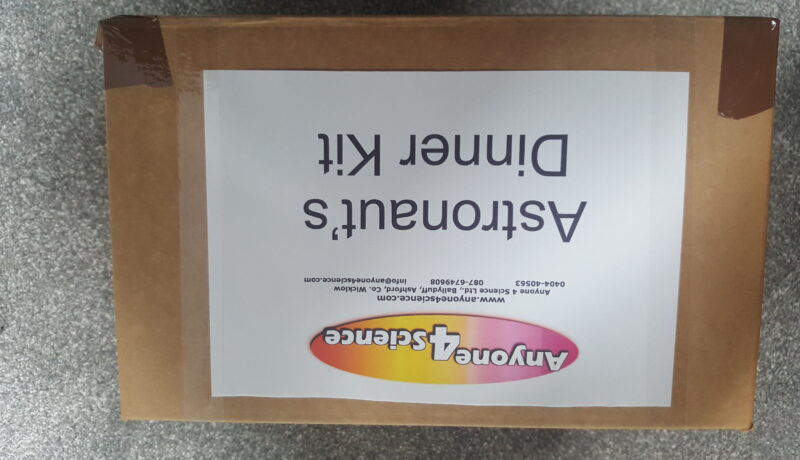 Anyone4Science
www.anyone4science.com
Anyone 4 Science Ltd., Ballyduff, Ashford, Co. Wicklow
0404-40563 087-6749608 info@anyone4science.com
Astronaut's
Dinner Kit